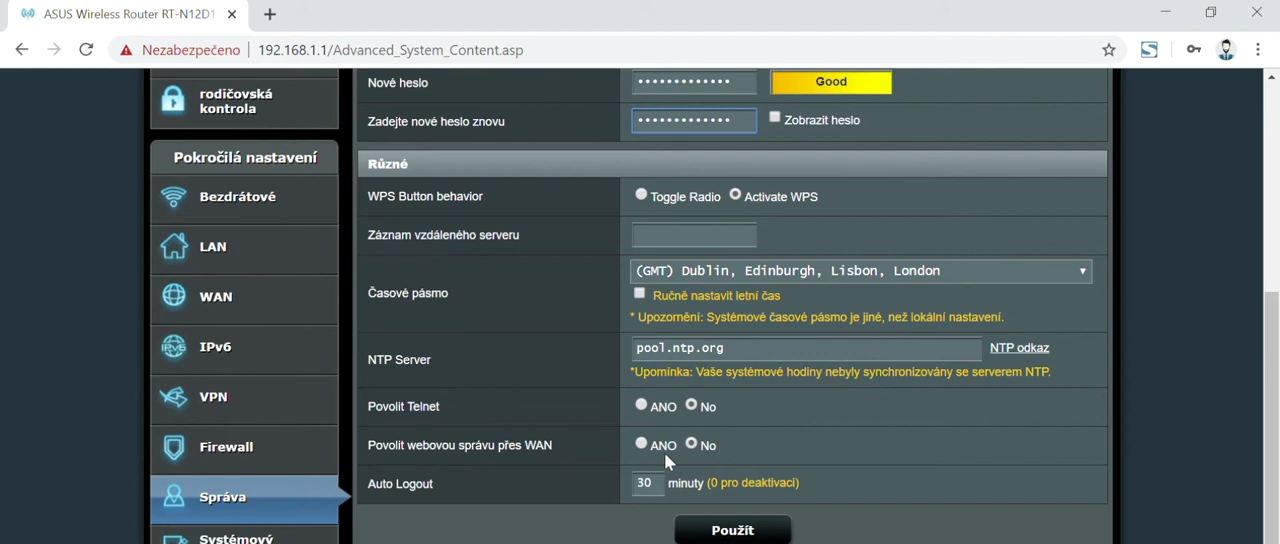 ASUS Wireless Router RT-N12D1
Nezabezpečeno 192.168.1.1/Advanced_System_Content.asp
rodičovská
kontrola
Pokročilá nastavení
Bezdrátové
LAN
WAN
IPv6
VPN
Firewall
Správa
Systémový
Nové heslo Good
Zadejte nové heslo znovu Zobrazit heslo
Různé
WPS Button behavior Toggle Radio Activate WPS
Záznam vzdáleného serveru
Časové pásmo (GMT) Dublin, Edinburgh, Lisbon, London
Ručně nastavit letní čas
* Upozornění: Systémové časové pásmo je jiné, než lokální nastavení.
NTP Server pool.ntp.org NTP odkaz
*Upomínka: Vaše systémové hodiny nebyly synchronizovány se serverem NTP.
Povolit Telnet ANO No
Povolit webovou správu přes WAN ANO No
Auto Logout 30 minuty (0 pro deaktivaci)
Použít